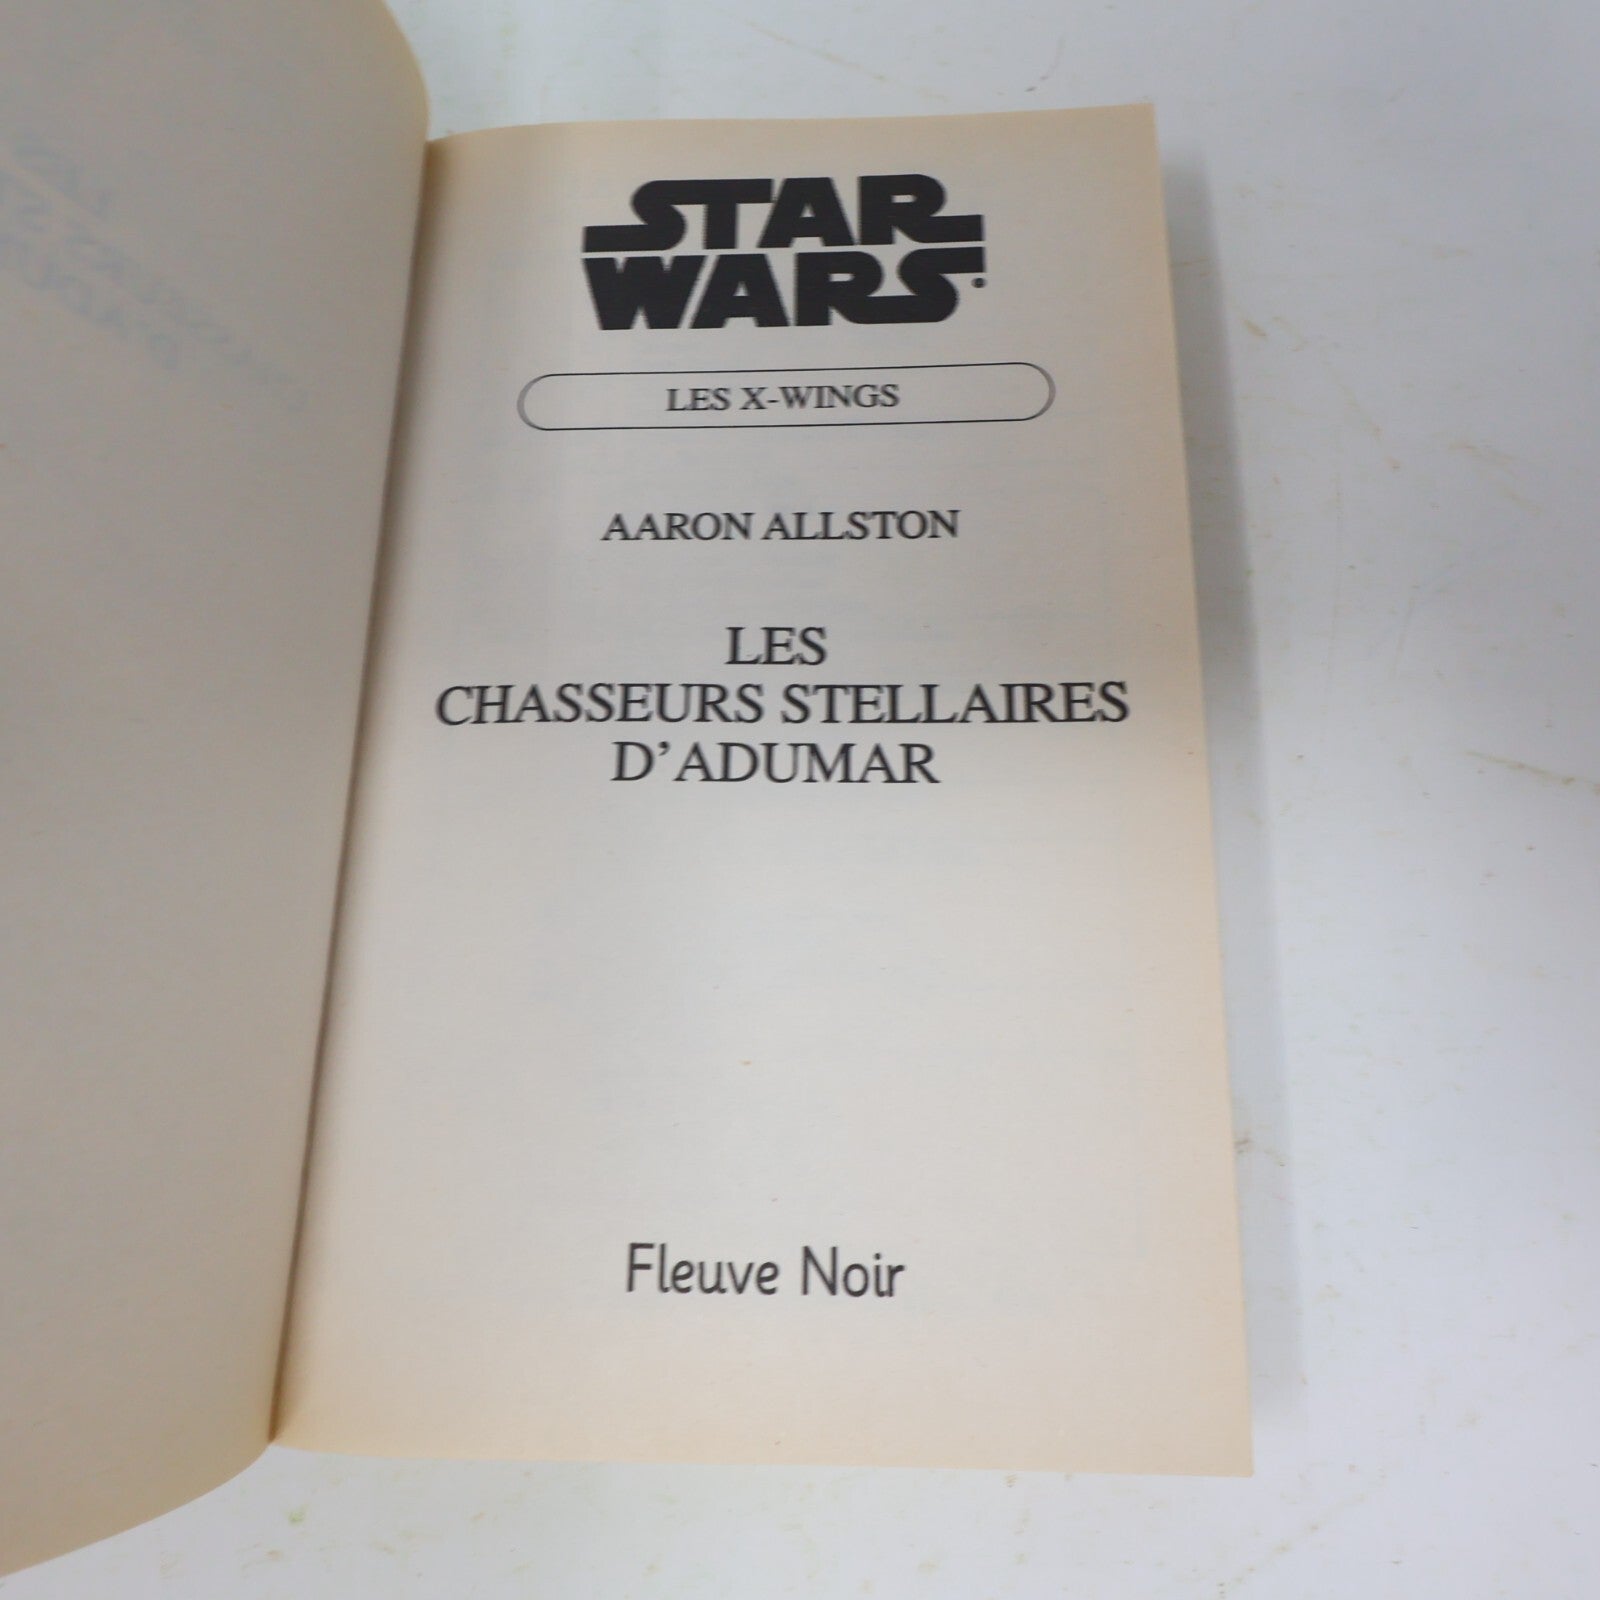 STAR
WARS
LES X-WINGS
AARON ALLSTON
LES
CHASSEURS STELLAIRES
D'ADUMAR
Fleuve Noir